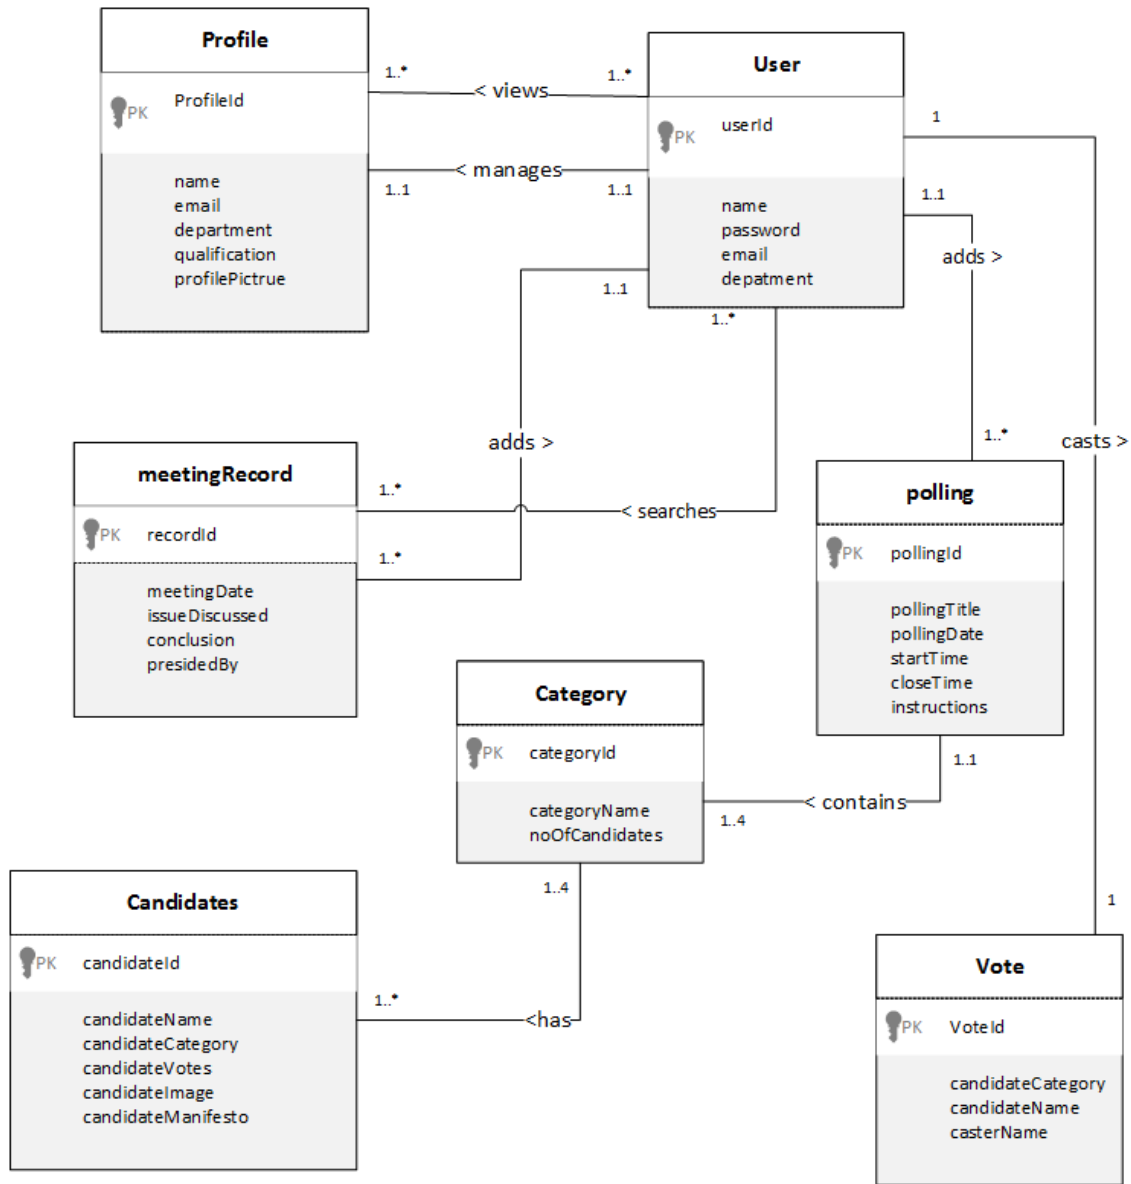 Profile
PK ProfileId
name
email
department
qualification
profilePictrue
1..*
< views
1..*
1..1
< manages
1..1
User
PK userId
name
password
email
depatment
1
1..1
adds >
1..*
casts >
1
1..1
adds >
1..*
1..*
< searches
1..*
meetingRecord
PK recordId
meetingDate
issueDiscussed
conclusion
presidedBy
polling
PK pollingId
pollingTitle
pollingDate
startTime
closeTime
instructions
1..1
< contains
1..4
Category
PK categoryId
categoryName
noOfCandidates
1..4
<has
1..*
Candidates
PK candidateId
candidateName
candidateCategory
candidateVotes
candidateImage
candidateManifesto
Vote
PK VoteId
candidateCategory
candidateName
casterName